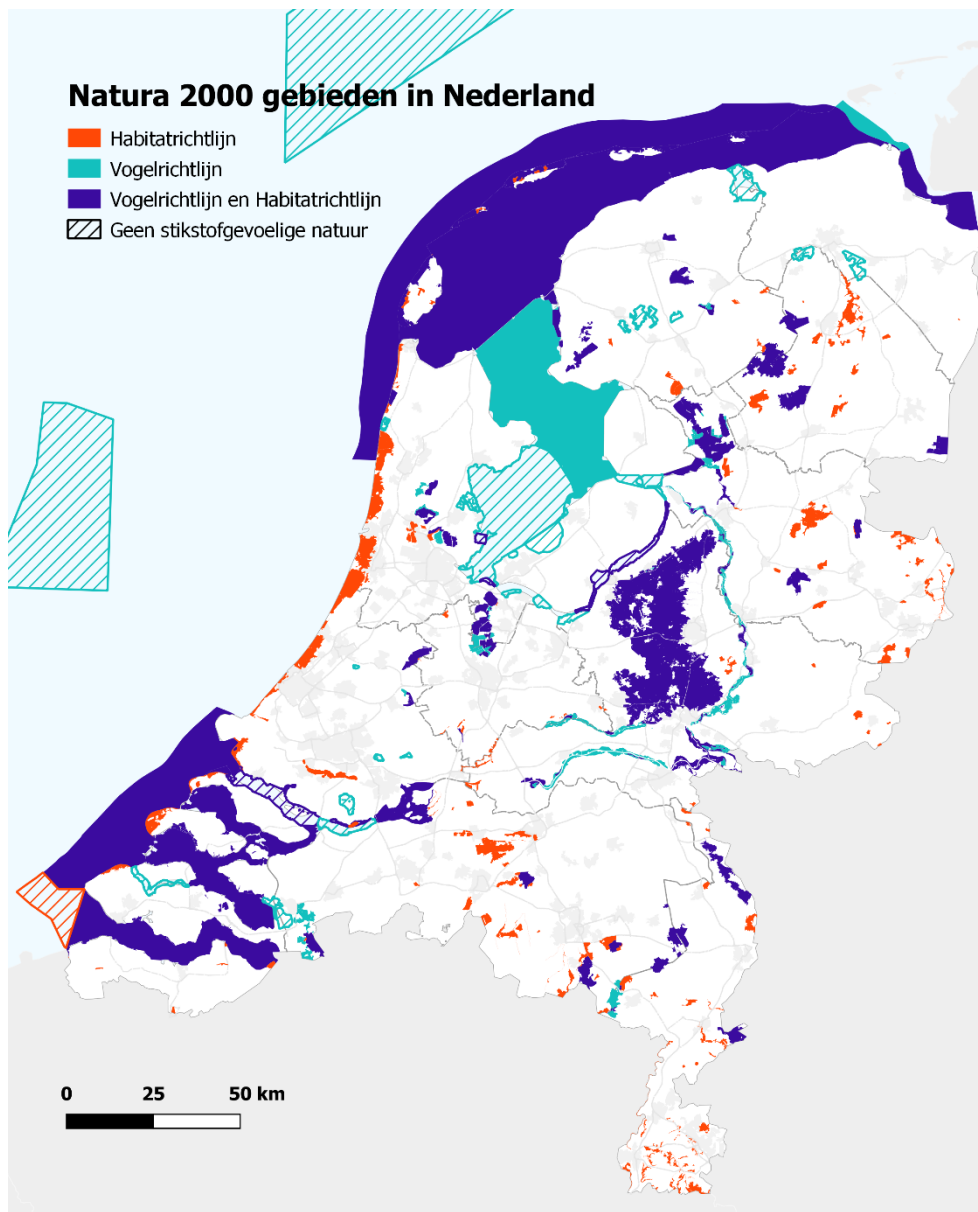 Natura 2000 gebieden in Nederland
Habitatrichtlijn
Vogelrichtlijn
Vogelrichtlijn en Habitatrichtlijn
Geen stikstofgevoelige natuur
0 25 50 km